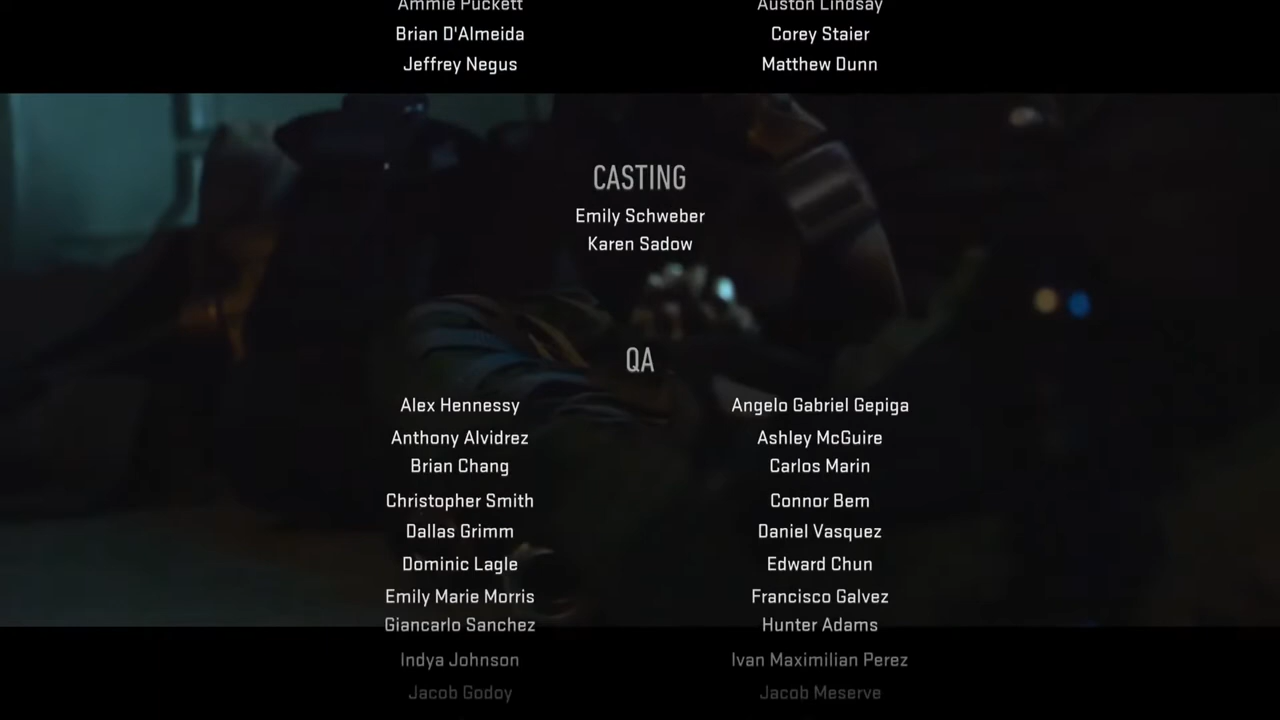 Ammie Puckett Auston Lindsay
Brian D'Almeida Corey Staier
Jeffrey Negus Matthew Dunn
CASTING
Emily Schweber
Karen Sadow
QA
Alex Hennessy Angelo Gabriel Gepiga
Anthony Alvidrez Ashley McGuire
Brian Chang Carlos Marin
Christopher Smith Connor Bem
Dallas Grimm Daniel Vasquez
Dominic Lagle Edward Chun
Emily Marie Morris Francisco Galvez
Giancarlo Sanchez Hunter Adams
Indya Johnson Ivan Maximilian Perez
Jacob Godoy Jacob Meserve